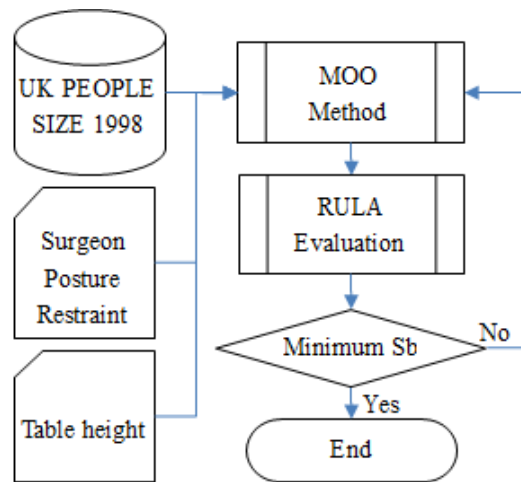 UK PEOPLE
SIZE 1998
MOO
Method
Surgeon
Posture
Restraint
RULA
Evaluation
Minimum Sb
No
Yes
Table height
End